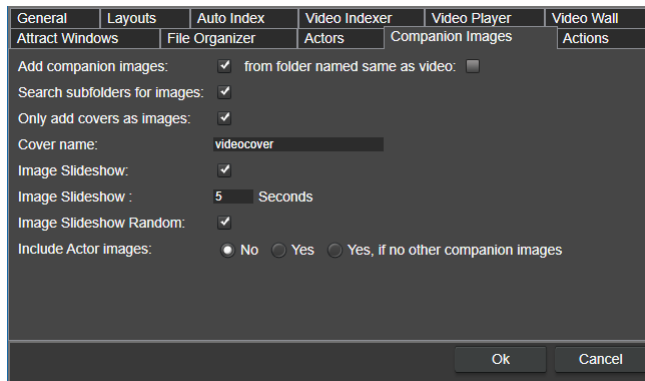 General Layouts Auto Index Video Indexer Video Player Video Wall
Attract Windows File Organizer Actors Companion Images Actions
Add companion images: from folder named same as video:
Search subfolders for images:
Only add covers as images:
Cover name: videocover
Image Slideshow:
Image Slideshow : 5 Seconds
Image Slideshow Random:
Include Actor images: No Yes Yes, if no other companion images
Ok Cancel